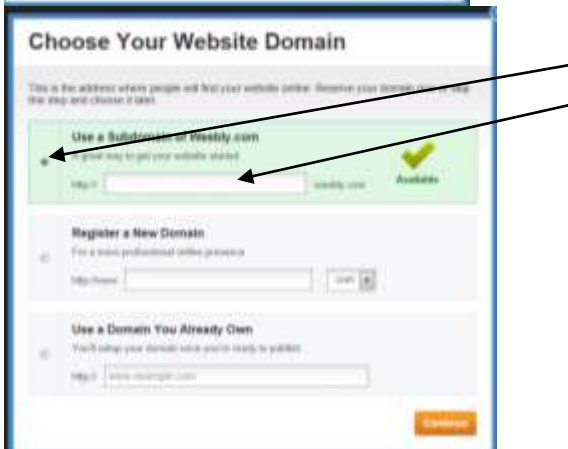 Choose Your Website Domain
This is the address where people will find your website online. Reserve your domain now or skip
this step and choose it later.
Use a Subdomain of Weebly.com
A great way to get your website started
http:// .weebly.com
Available
Register a New Domain
For a more professional online presence
http://www. .com
Use a Domain You Already Own
You'll setup your domain once you're ready to publish
http:// www.example.com
Continue